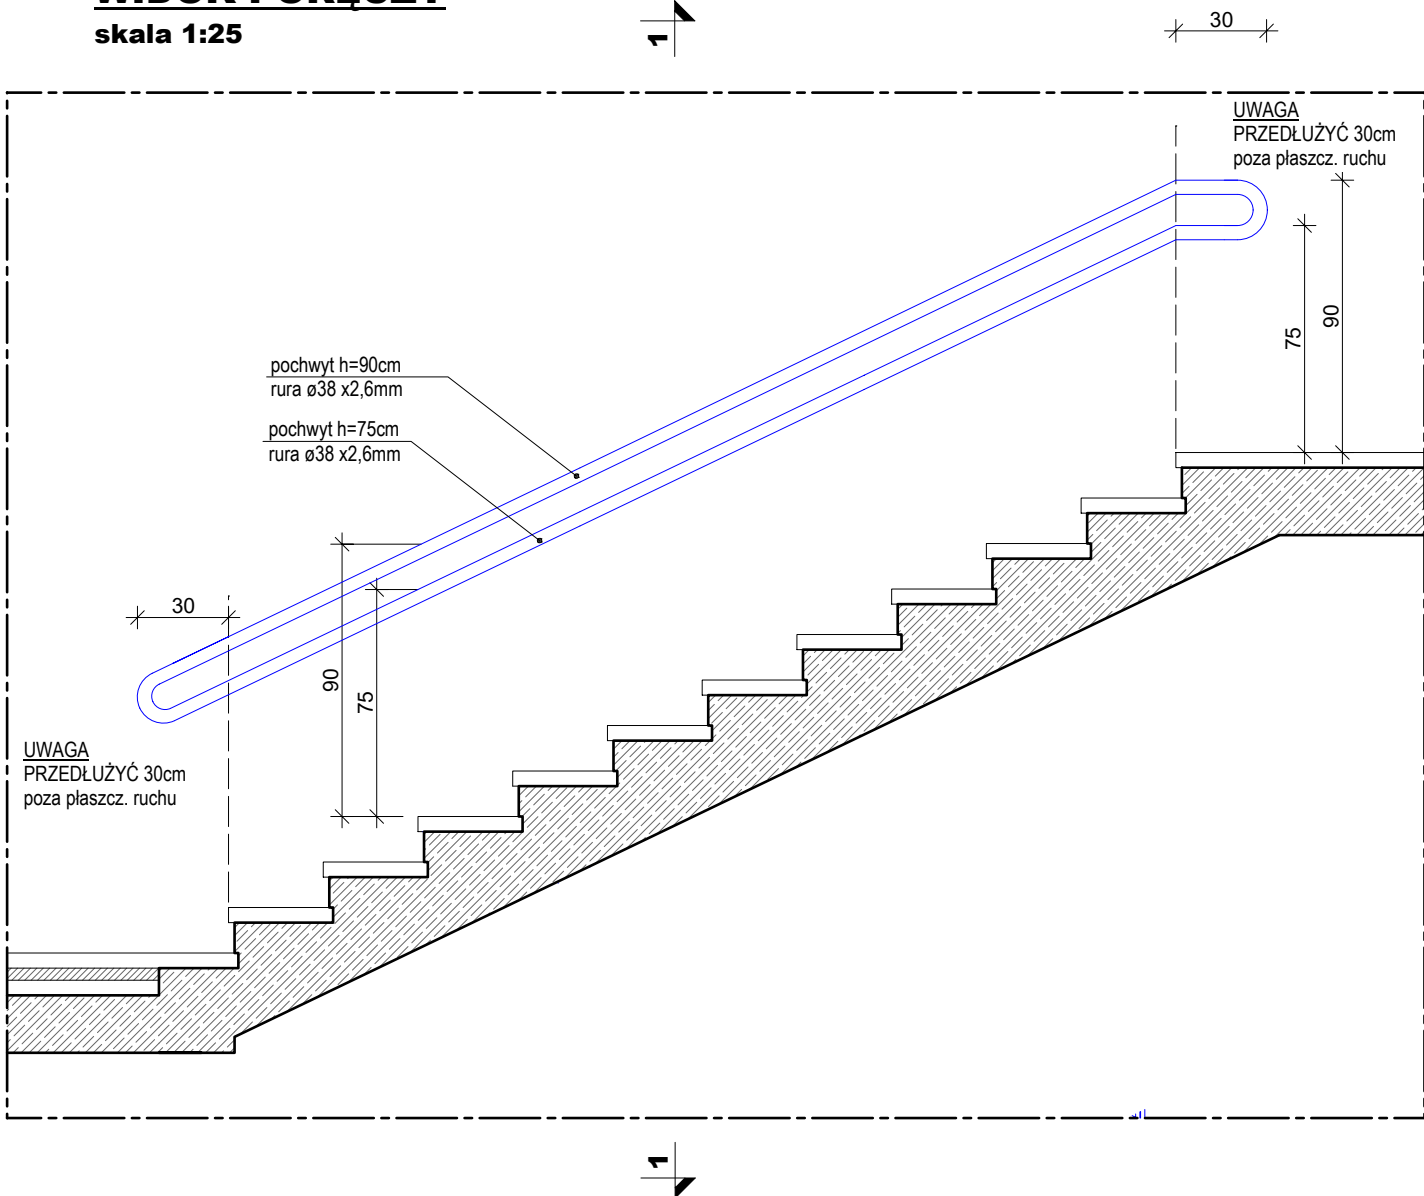 skala 1:25
1
30
UWAGA
PRZEDŁUŻYĆ 30cm
poza płaszcz. ruchu
90
75
pochwyt h=90cm
rura ø38 x2,6mm
pochwyt h=75cm
rura ø38 x2,6mm
30
90
75
UWAGA
PRZEDŁUŻYĆ 30cm
poza płaszcz. ruchu
1